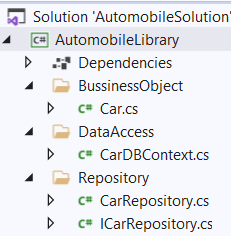 Solution 'AutomobileSolution'
C# AutomobileLibrary
Dependencies
BussinessObject
C# Car.cs
DataAccess
C# CarDBContext.cs
Repository
C# CarRepository.cs
C# ICarRepository.cs